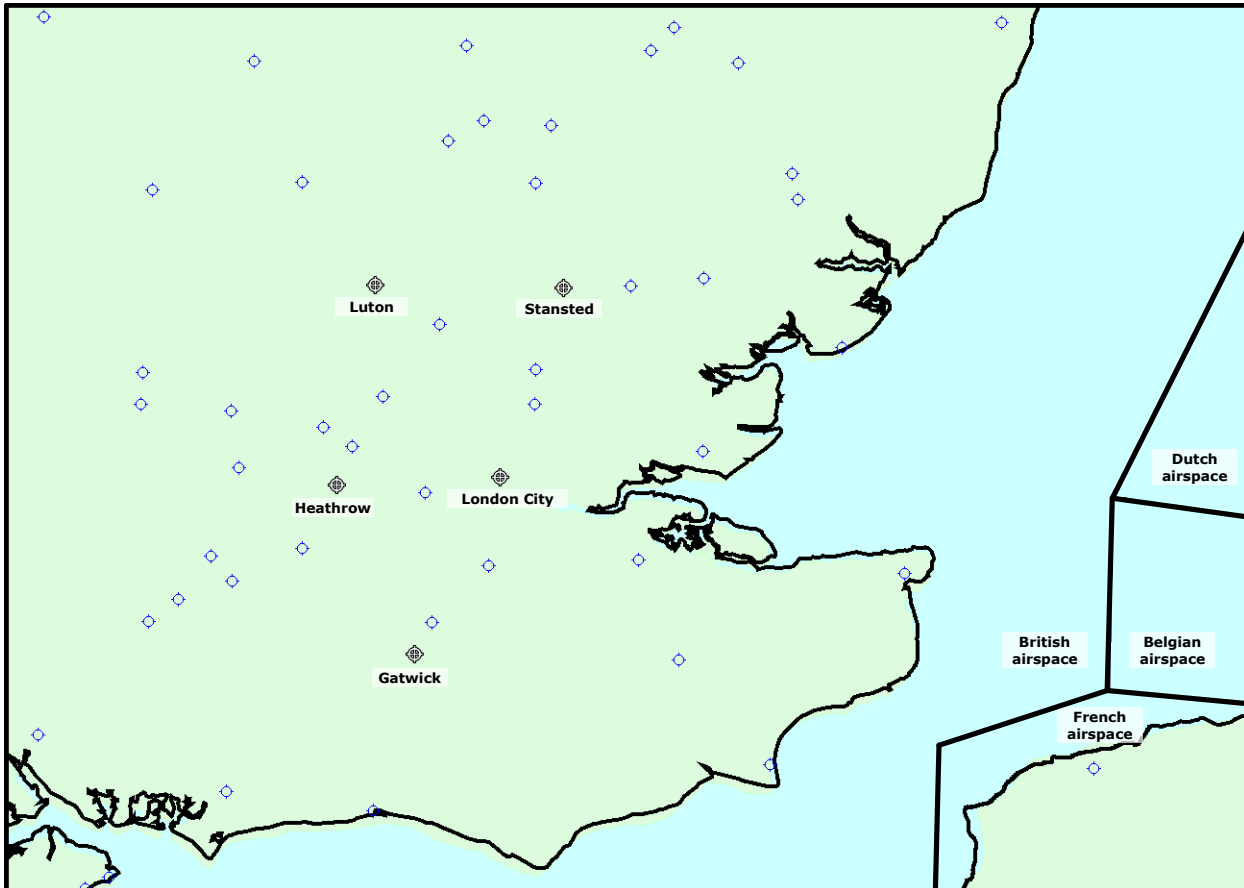 Luton
Stansted
Dutch
airspace
Heathrow
London City
British
airspace
Belgian
airspace
Gatwick
French
airspace